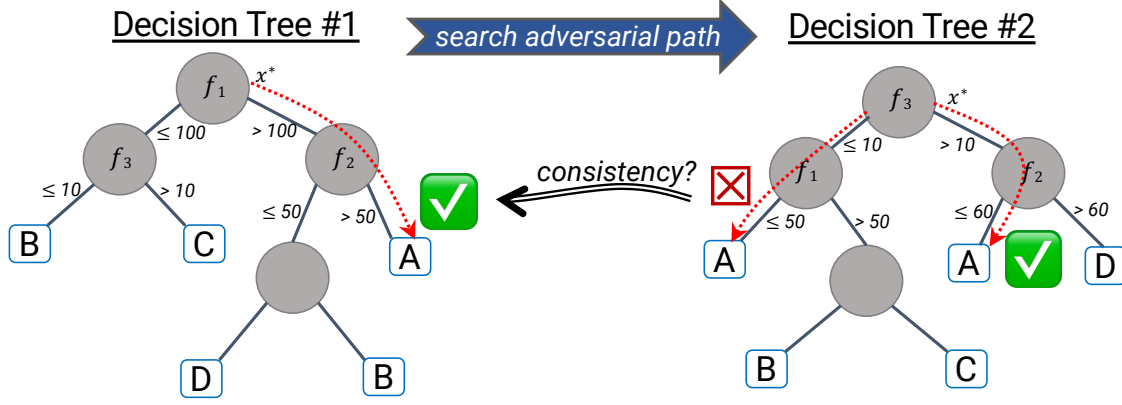 Decision Tree #1
search adversarial path
Decision Tree #2
f₁
x*
≤ 100
> 100
f₃
f₂
≤ 10
> 10
≤ 50
> 50
B
C
A
D
B
consistency?
f₃
x*
≤ 10
> 10
f₁
f₂
≤ 50
> 50
≤ 60
> 60
A
A
D
B
C